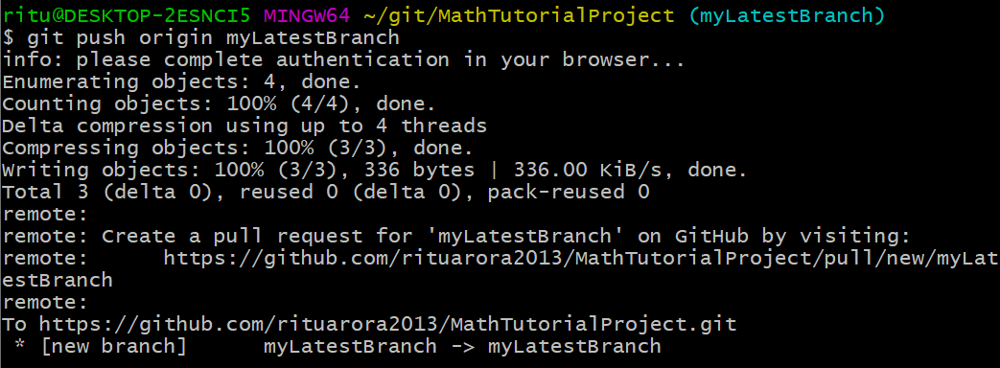 ritu@DESKTOP-2ESNCI5 MINGW64 ~/git/MathTutorialProject (myLatestBranch)
$ git push origin myLatestBranch
info: please complete authentication in your browser...
Enumerating objects: 4, done.
Counting objects: 100% (4/4), done.
Delta compression using up to 4 threads
Compressing objects: 100% (3/3), done.
Writing objects: 100% (3/3), 336 bytes | 336.00 KiB/s, done.
Total 3 (delta 0), reused 0 (delta 0), pack-reused 0
remote:
remote: Create a pull request for 'myLatestBranch' on GitHub by visiting:
remote:      https://github.com/rituarora2013/MathTutorialProject/pull/new/myLat
estBranch
remote:
To https://github.com/rituarora2013/MathTutorialProject.git
 * [new branch]      myLatestBranch -> myLatestBranch